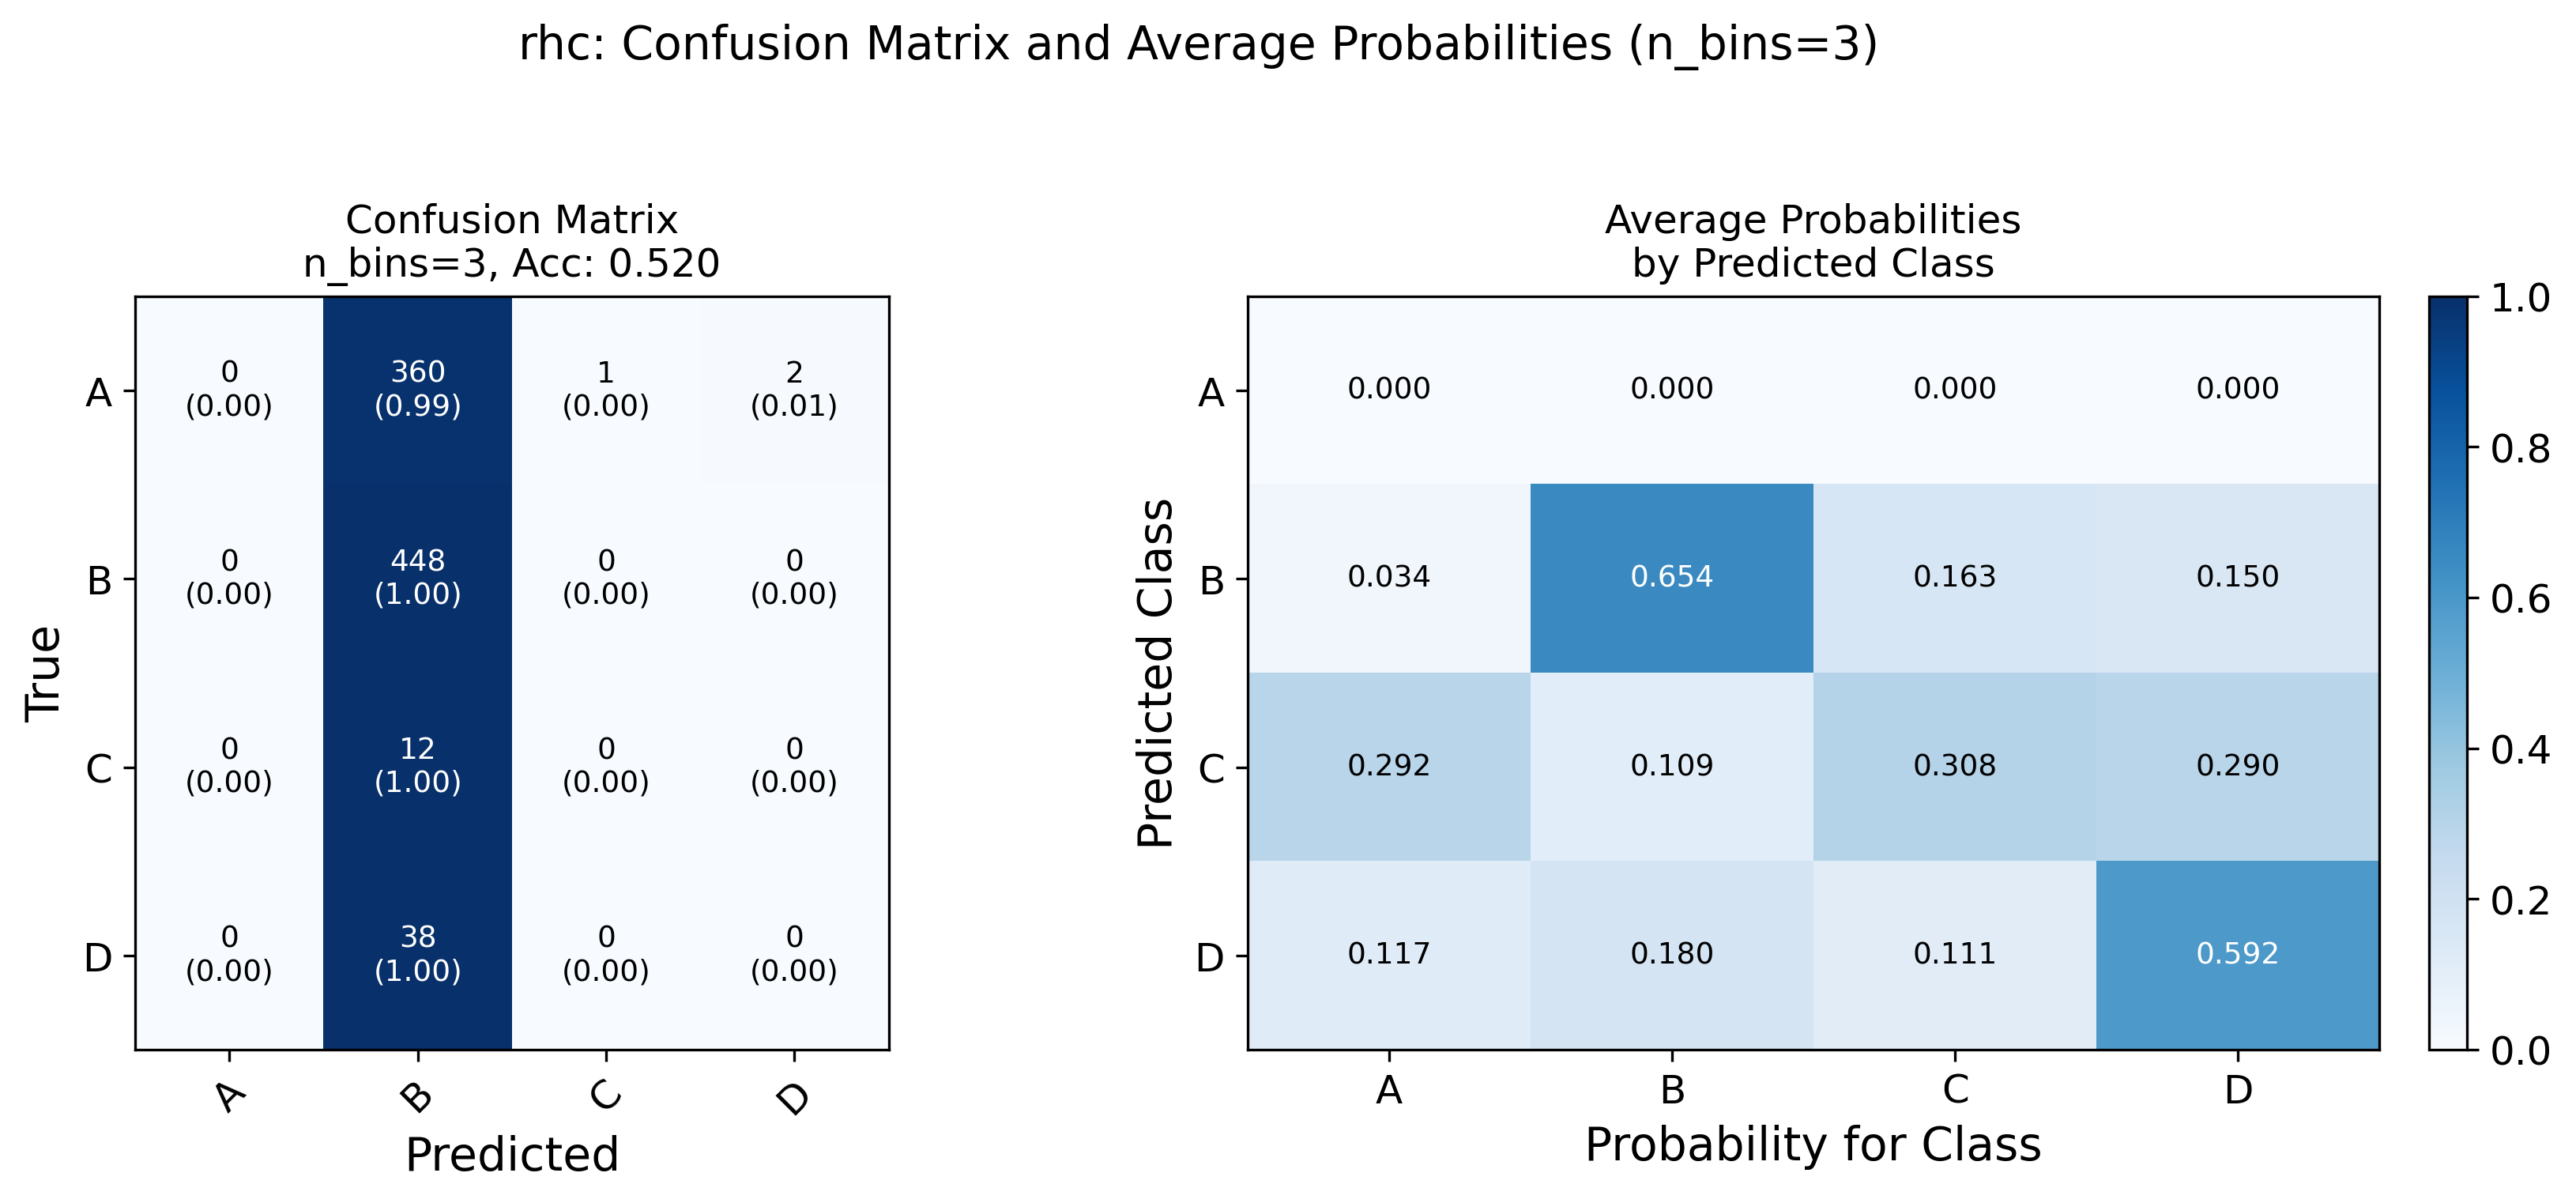 rhc: Confusion Matrix and Average Probabilities (n_bins=3)
Confusion Matrix
n_bins=3, Acc: 0.520
True
A
0 360 1 2
(0.00) (0.99) (0.00) (0.01)
B
0 448 0 0
(0.00) (1.00) (0.00) (0.00)
C
0 12 0 0
(0.00) (1.00) (0.00) (0.00)
D
0 38 0 0
(0.00) (1.00) (0.00) (0.00)
A B C D
Predicted
Average Probabilities
by Predicted Class
Predicted Class
A 0.000 0.000 0.000 0.000
B 0.034 0.654 0.163 0.150
C 0.292 0.109 0.308 0.290
D 0.117 0.180 0.111 0.592
A B C D
Probability for Class
1.0
0.8
0.6
0.4
0.2
0.0